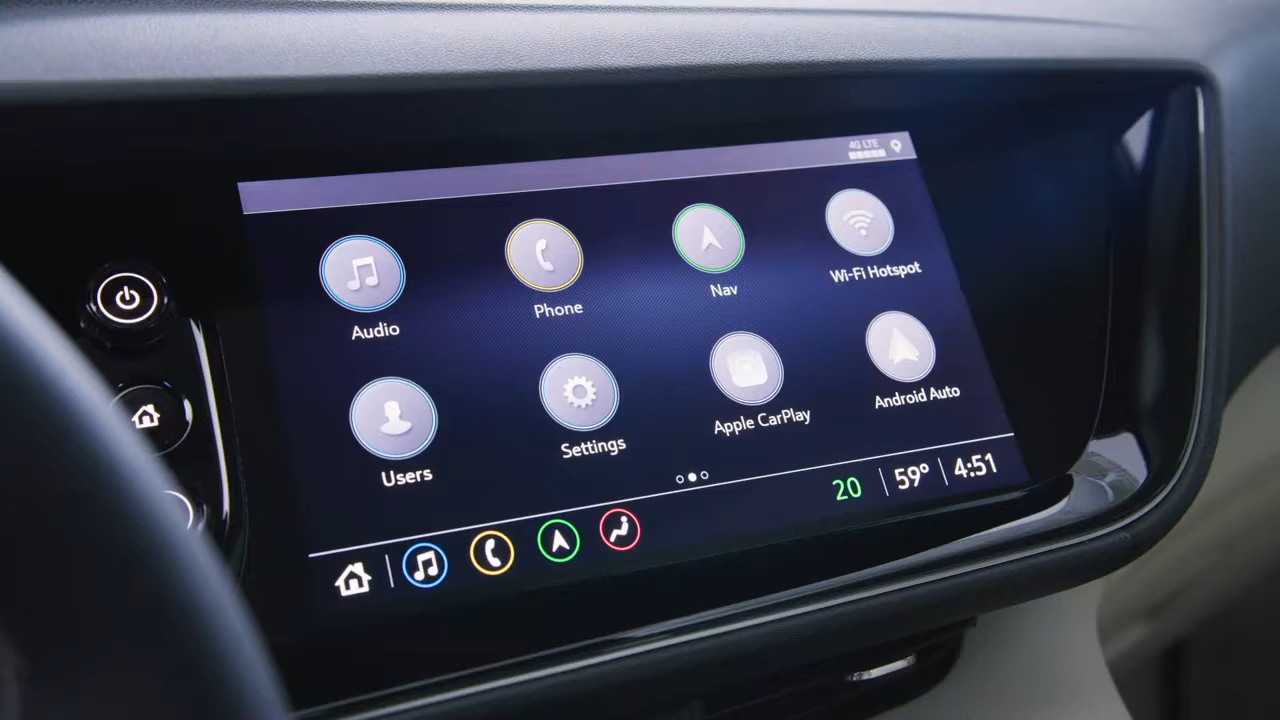 4G LTE
Audio
Phone
Nav
Wi-Fi Hotspot
Users
Settings
Apple CarPlay
Android Auto
20
59°
4:51